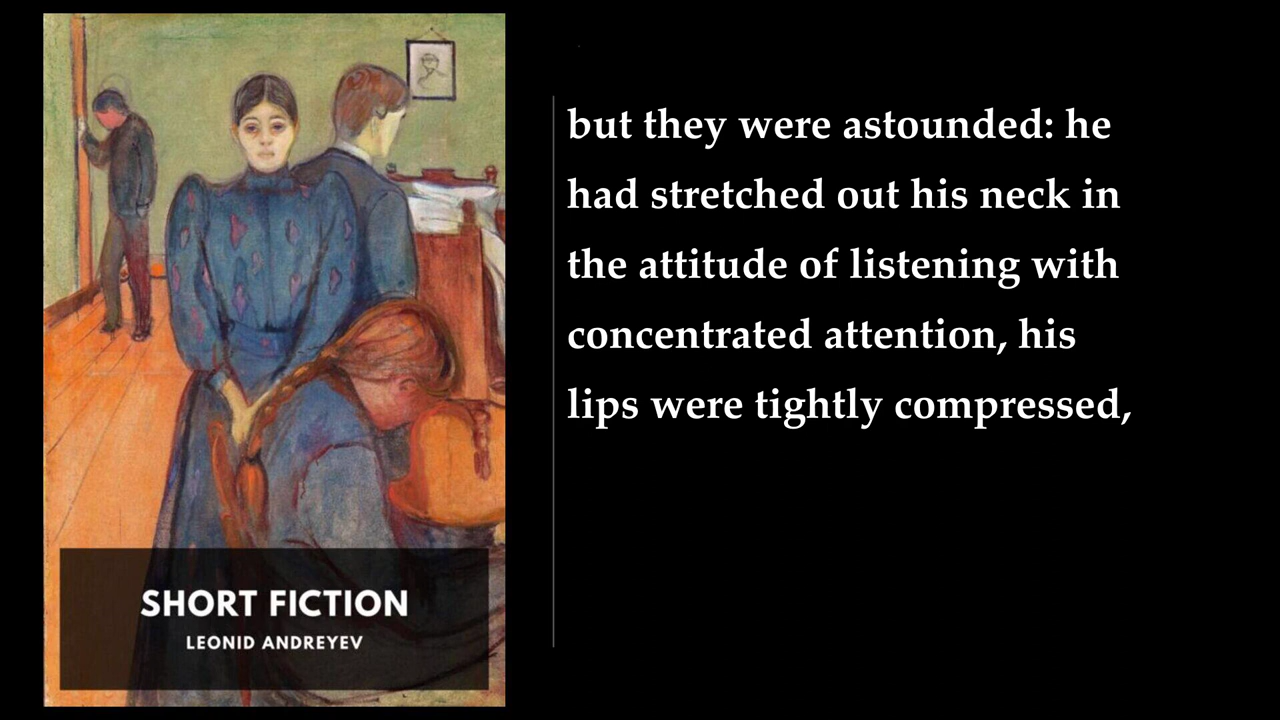 but they were astounded: he
had stretched out his neck in
the attitude of listening with
concentrated attention, his
lips were tightly compressed,
SHORT FICTION
LEONID ANDREYEV